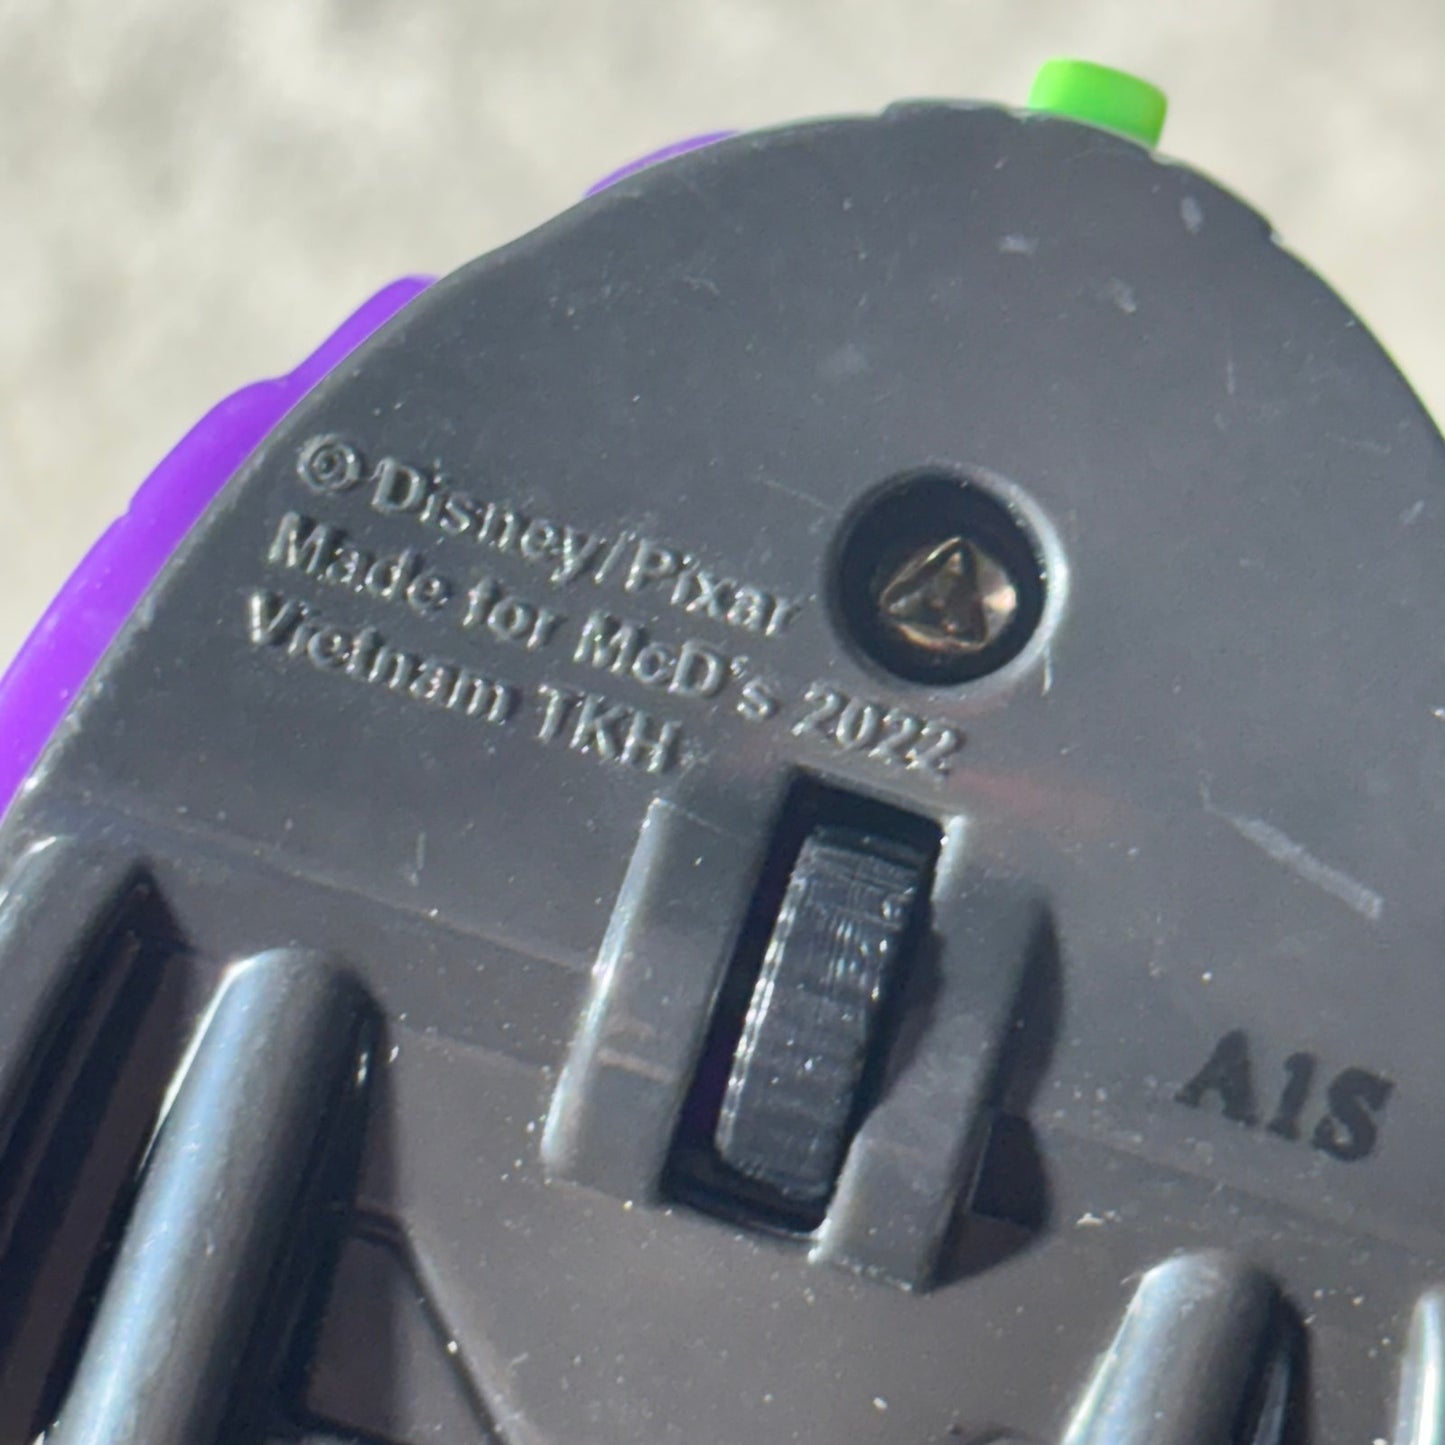 ©Disney/Pixar
Made for McD's 2022
Vietnam TKH
A1S